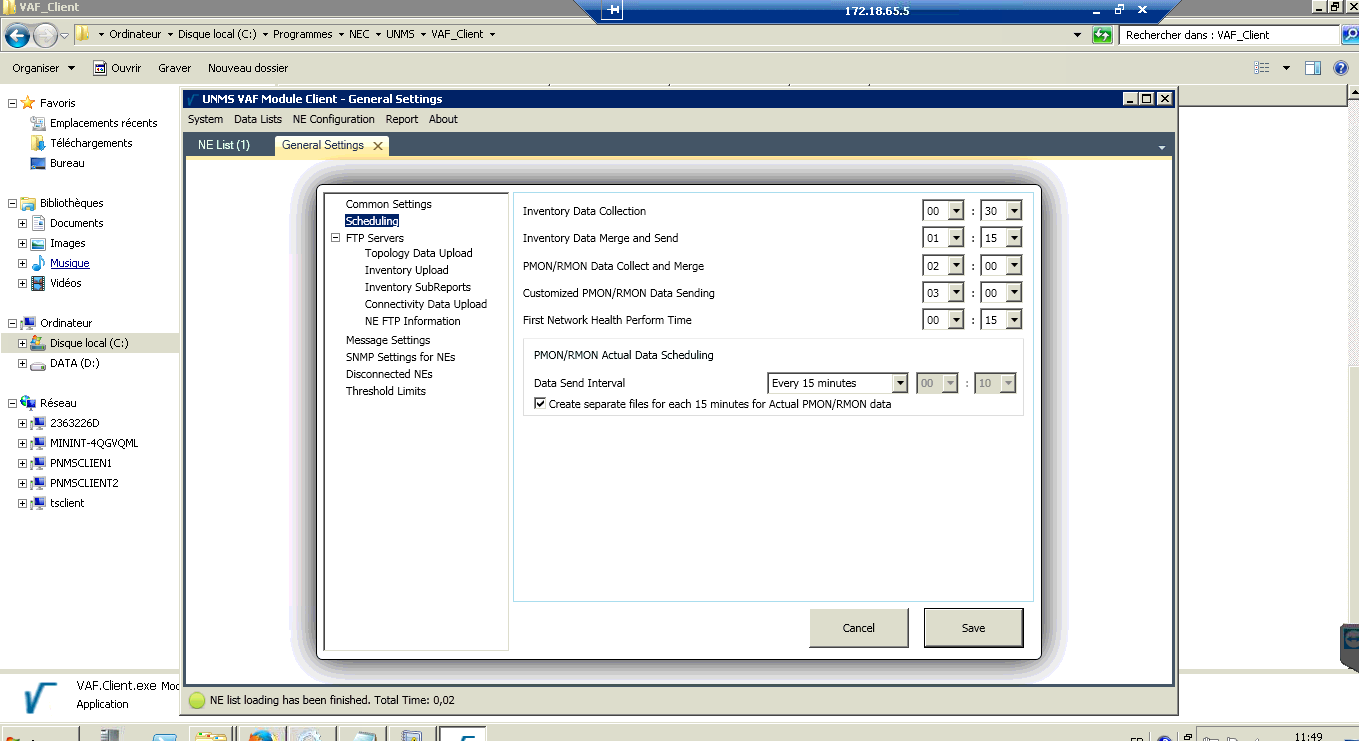 VAF_Client
172.18.65.5
Ordinateur Disque local (C:) Programmes NEC UNMS VAF_Client
Rechercher dans : VAF_Client
Organiser Ouvrir Graver Nouveau dossier
UNMS VAF Module Client - General Settings
System Data Lists NE Configuration Report About
NE List (1) General Settings
Favoris
Emplacements récents
Téléchargements
Bureau
Bibliothèques
Documents
Images
Musique
Vidéos
Ordinateur
Disque local (C:)
DATA (D:)
Réseau
2363226D
MININT-4QGVQML
PNMSCLIEN1
PNMSCLIENT2
tsclient
Common Settings
Scheduling
FTP Servers
Topology Data Upload
Inventory Upload
Inventory SubReports
Connectivity Data Upload
NE FTP Information
Message Settings
SNMP Settings for NEs
Disconnected NEs
Threshold Limits
Inventory Data Collection 00 : 30
Inventory Data Merge and Send 01 : 15
PMON/RMON Data Collect and Merge 02 : 00
Customized PMON/RMON Data Sending 03 : 00
First Network Health Perform Time 00 : 15
PMON/RMON Actual Data Scheduling
Data Send Interval Every 15 minutes 00 : 10
Create separate files for each 15 minutes for Actual PMON/RMON data
Cancel Save
NE list loading has been finished. Total Time: 0,02
VAF.Client.exe
Application
11:49